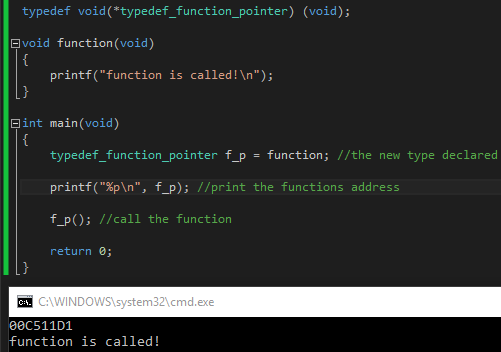 typedef void(*typedef_function_pointer) (void);
void function(void)
{
printf("function is called!\n");
}
int main(void)
{
typedef_function_pointer f_p = function; //the new type declared
printf("%p\n", f_p); //print the functions address
f_p(); //call the function
return 0;
}
C:\WINDOWS\system32\cmd.exe
00C511D1
function is called!